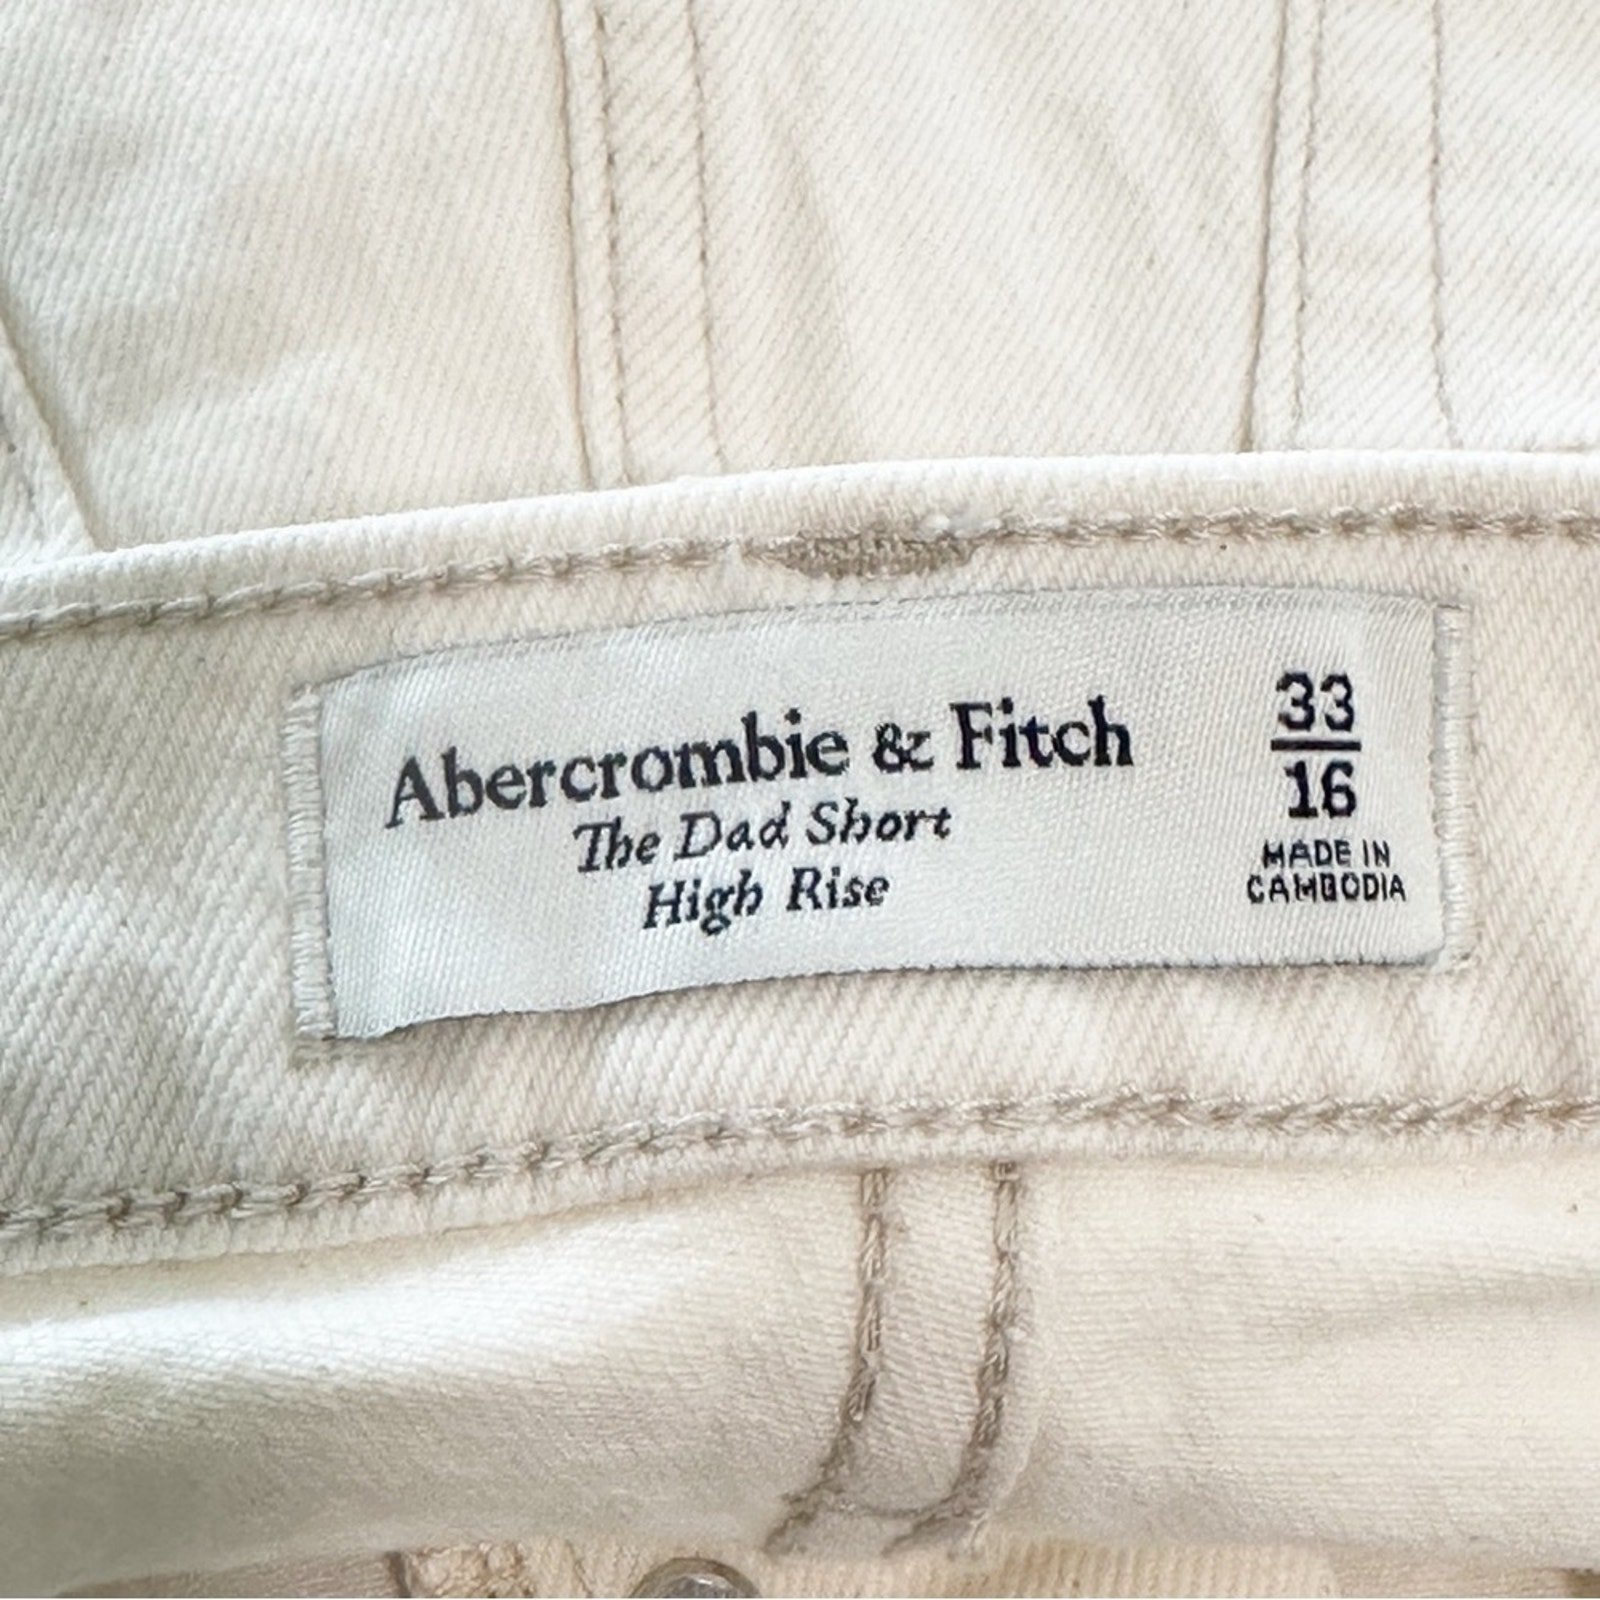 Abercrombie & Fitch
The Dad Short
High Rise
33
16
MADE IN
CAMBODIA